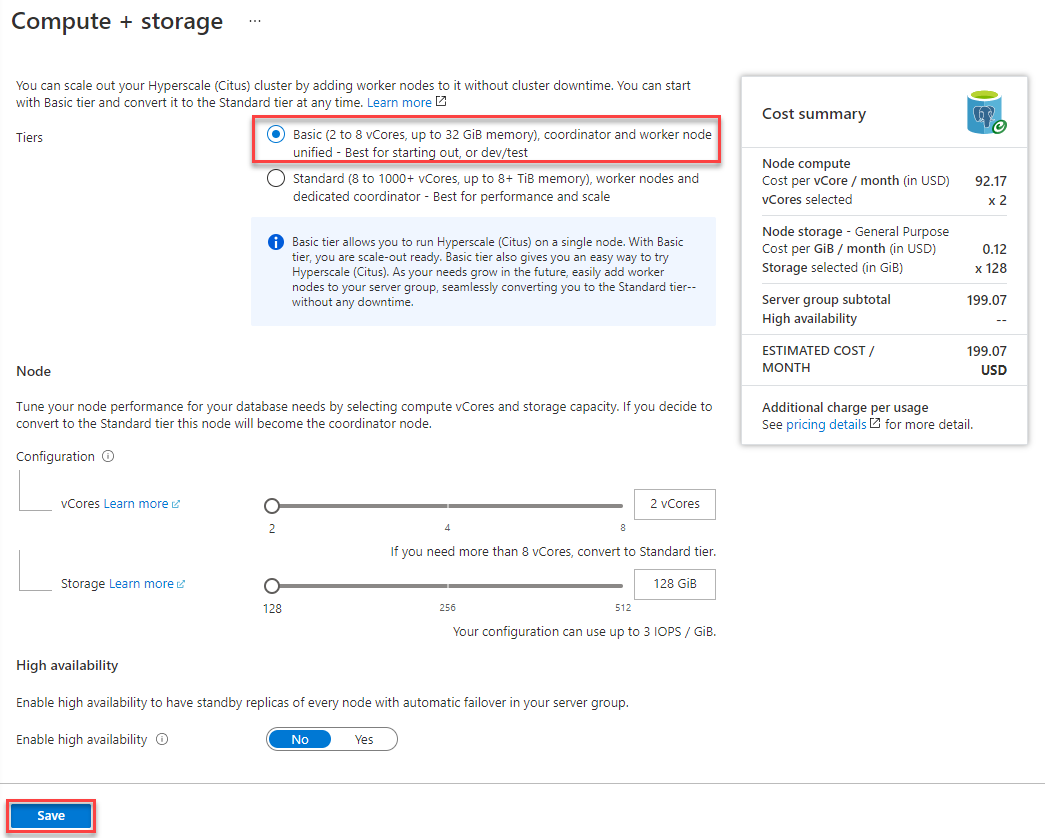 Compute + storage ...
You can scale out your Hyperscale (Citus) cluster by adding worker nodes to it without cluster downtime. You can start
with Basic tier and convert it to the Standard tier at any time. Learn more
Tiers
Basic (2 to 8 vCores, up to 32 GiB memory), coordinator and worker node
unified - Best for starting out, or dev/test
Standard (8 to 1000+ vCores, up to 8+ TiB memory), worker nodes and
dedicated coordinator - Best for performance and scale
Basic tier allows you to run Hyperscale (Citus) on a single node. With Basic
tier, you are scale-out ready. Basic tier also gives you an easy way to try
Hyperscale (Citus). As your needs grow in the future, easily add worker
nodes to your server group, seamlessly converting you to the Standard tier--
without any downtime.
Node
Tune your node performance for your database needs by selecting compute vCores and storage capacity. If you decide to
convert to the Standard tier this node will become the coordinator node.
Configuration
vCores Learn more
2 vCores
2 4 8
If you need more than 8 vCores, convert to Standard tier.
Storage Learn more
128 GiB
128 256 512
Your configuration can use up to 3 IOPS / GiB.
High availability
Enable high availability to have standby replicas of every node with automatic failover in your server group.
Enable high availability
No Yes
Save
Cost summary
Node compute
Cost per vCore / month (in USD) 92.17
vCores selected x 2
Node storage - General Purpose
Cost per GiB / month (in USD) 0.12
Storage selected (in GiB) x 128
Server group subtotal 199.07
High availability --
ESTIMATED COST / 199.07
MONTH USD
Additional charge per usage
See pricing details for more detail.